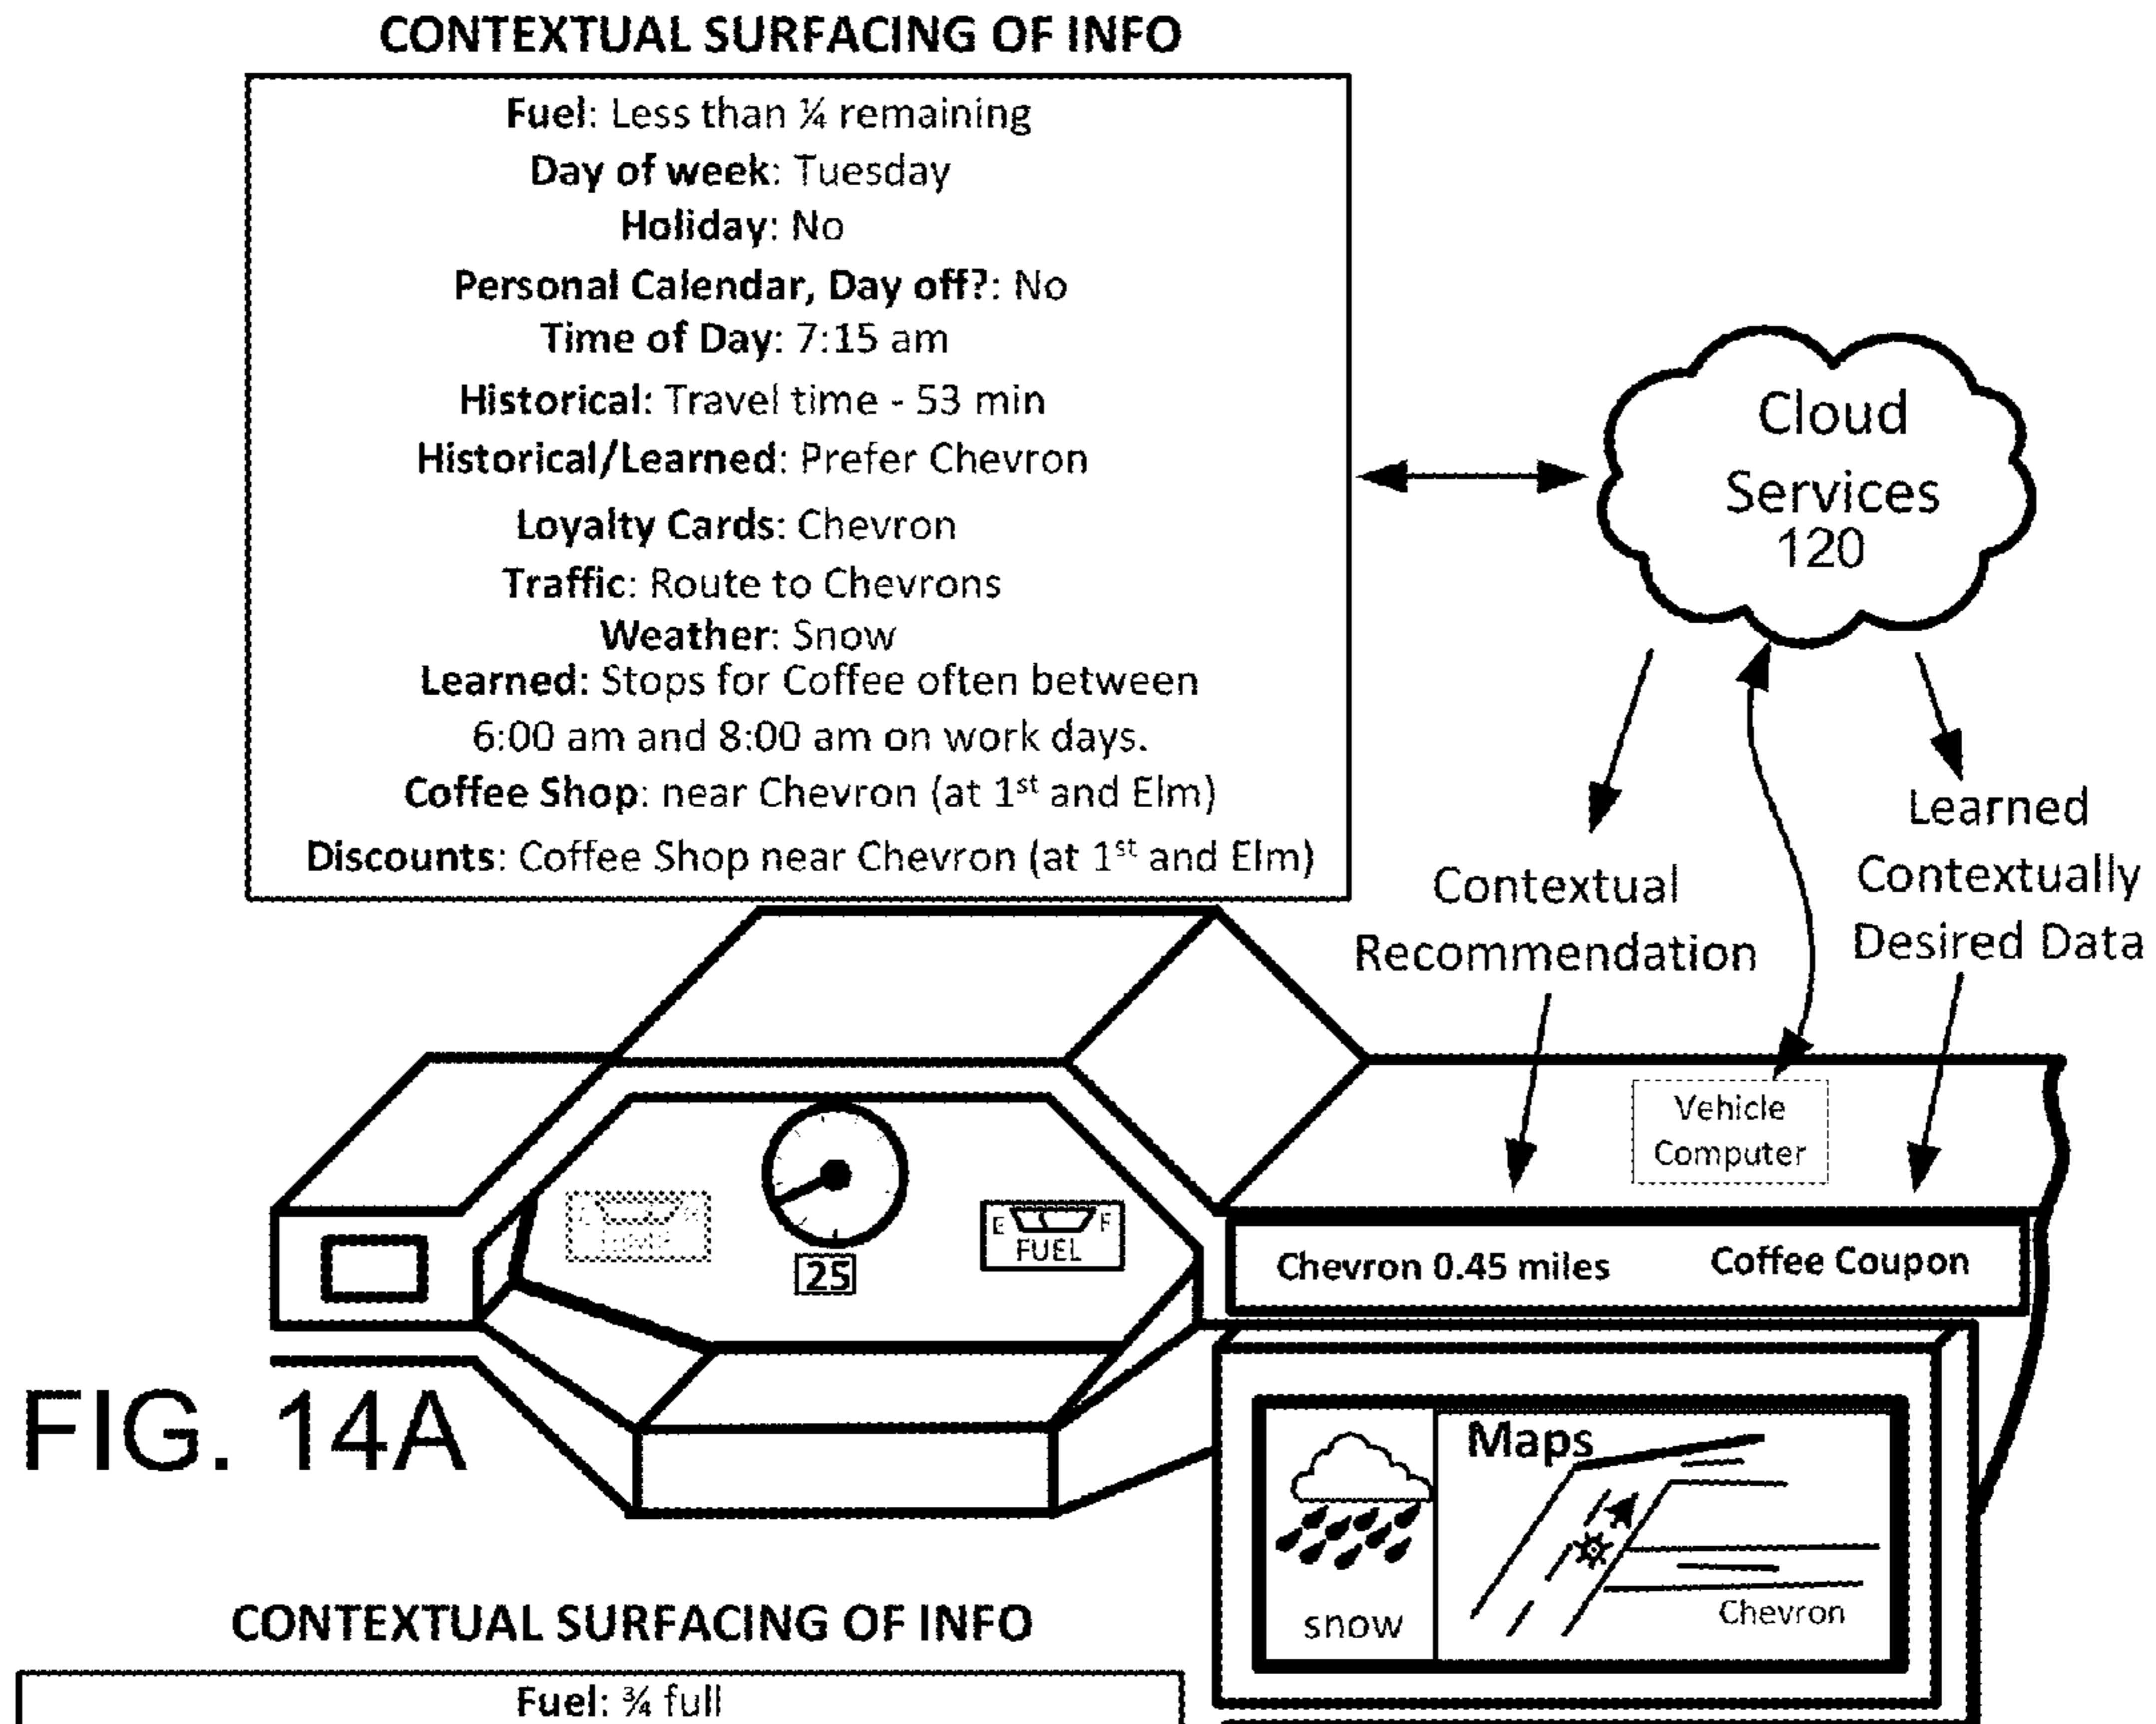 CONTEXTUAL SURFACING OF INFO
Fuel: Less than ¼ remaining
Day of week: Tuesday
Holiday: No
Personal Calendar, Day off?: No
Time of Day: 7:15 am
Historical: Travel time - 53 min
Historical/Learned: Prefer Chevron
Loyalty Cards: Chevron
Traffic: Route to Chevrons
Weather: Snow
Learned: Stops for Coffee often between
6:00 am and 8:00 am on work days.
Coffee Shop: near Chevron (at 1st and Elm)
Discounts: Coffee Shop near Chevron (at 1st and Elm)
Cloud
Services
120
Contextual
Recommendation
Learned
Contextually
Desired Data
Vehicle
Computer
E F
FUEL
25
Chevron 0.45 miles
Coffee Coupon
Maps
snow
Chevron
FIG. 14A
CONTEXTUAL SURFACING OF INFO
Fuel: ¾ full